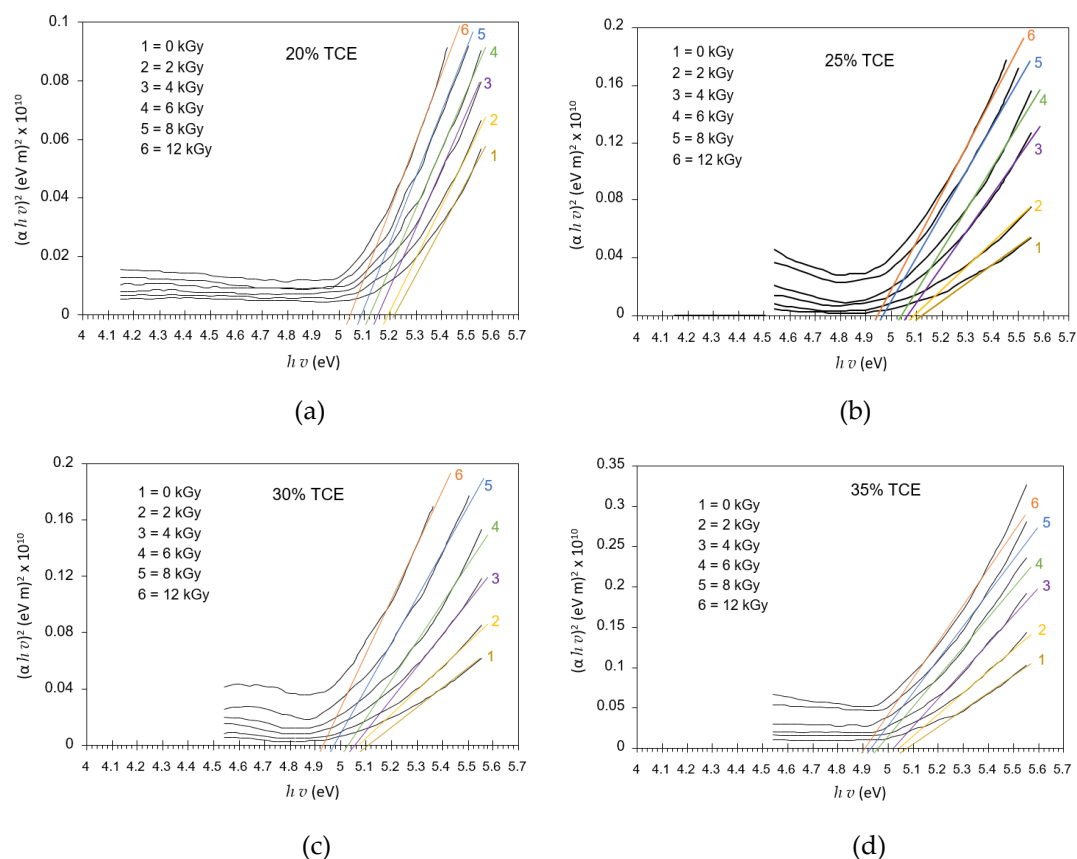 (α h v)² (eV m)² x 10¹⁰
0.1
0.08
0.06
0.04
0.02
0
20% TCE
1 = 0 kGy
2 = 2 kGy
3 = 4 kGy
4 = 6 kGy
5 = 8 kGy
6 = 12 kGy
6
5
4
3
2
1
4 4.1 4.2 4.3 4.4 4.5 4.6 4.7 4.8 4.9 5 5.1 5.2 5.3 5.4 5.5 5.6 5.7
h v (eV)
(a)
(α h v)² (eV m)² x 10¹⁰
0.2
0.16
0.12
0.08
0.04
0
25% TCE
1 = 0 kGy
2 = 2 kGy
3 = 4 kGy
4 = 6 kGy
5 = 8 kGy
6 = 12 kGy
6
5
4
3
2
1
4 4.1 4.2 4.3 4.4 4.5 4.6 4.7 4.8 4.9 5 5.1 5.2 5.3 5.4 5.5 5.6 5.7
h v (eV)
(b)
(α h v)² (eV m)² x 10¹⁰
0.2
0.16
0.12
0.08
0.04
0
30% TCE
1 = 0 kGy
2 = 2 kGy
3 = 4 kGy
4 = 6 kGy
5 = 8 kGy
6 = 12 kGy
6
5
4
3
2
1
4 4.1 4.2 4.3 4.4 4.5 4.6 4.7 4.8 4.9 5 5.1 5.2 5.3 5.4 5.5 5.6 5.7
h v (eV)
(c)
(α h v)² (eV m)² x 10¹⁰
0.35
0.3
0.25
0.2
0.15
0.1
0.05
0
35% TCE
1 = 0 kGy
2 = 2 kGy
3 = 4 kGy
4 = 6 kGy
5 = 8 kGy
6 = 12 kGy
6
5
4
3
2
1
4 4.1 4.2 4.3 4.4 4.5 4.6 4.7 4.8 4.9 5 5.1 5.2 5.3 5.4 5.5 5.6 5.7
h v (eV)
(d)